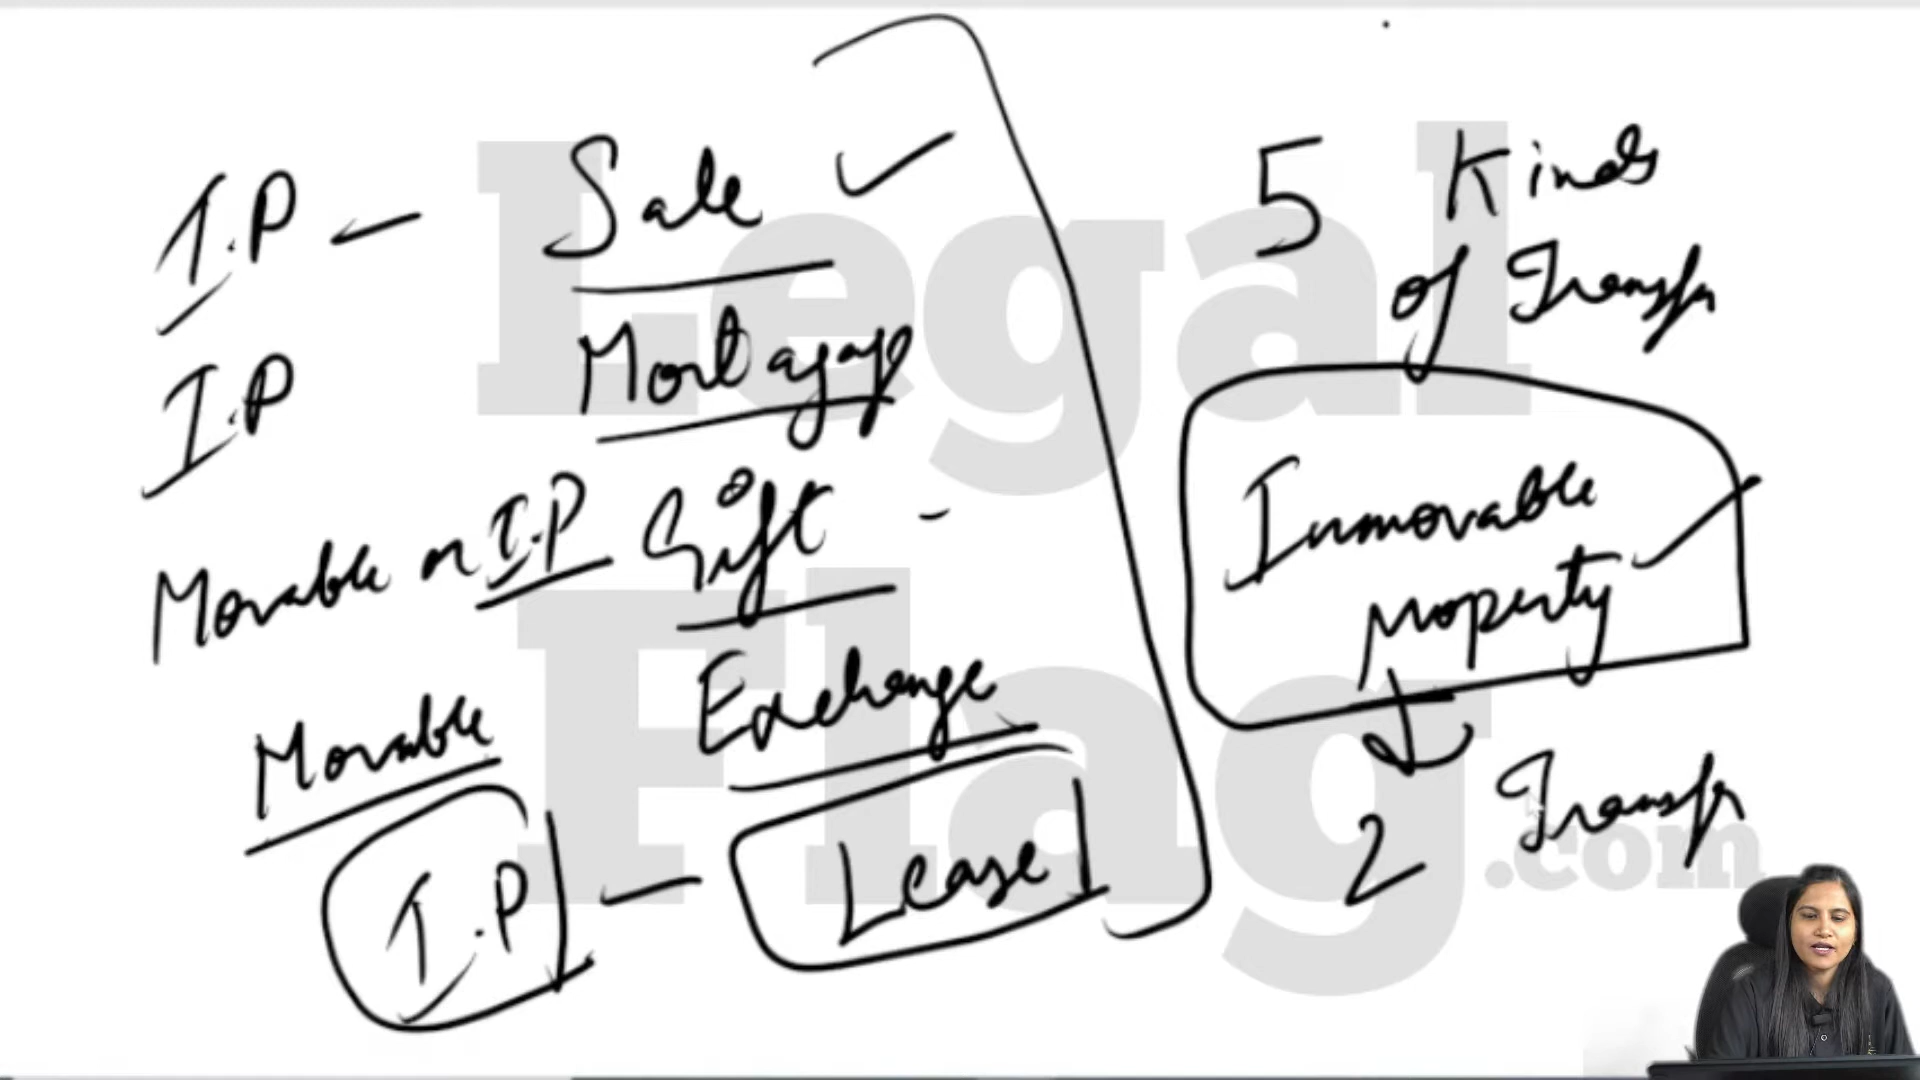 I.P - Sale
I.P Mortgage
Movable or I.P Gift -
Movable Exchange
I.P - Lease
5 Kinds
of Transfer
Immovable
Property
2 Transfer
Legal
Flag
.com